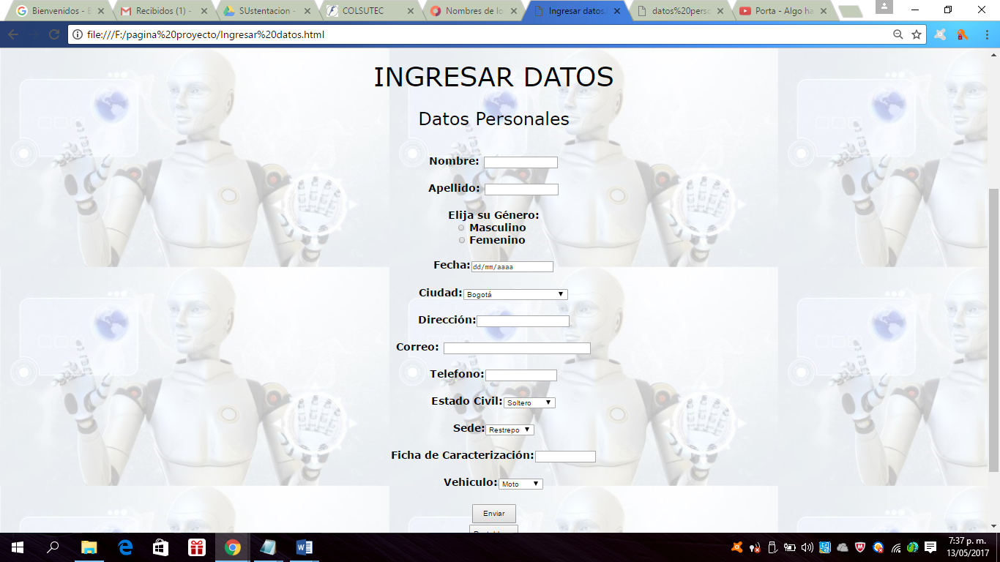 Bienvenidos - E
Recibidos (1) -
SUstentacion -
COLSUTEC
Nombres de lo
Ingresar datos.
datos%20perso
Porta - Algo ha
file:///F:/pagina%20proyecto/Ingresar%20datos.html
INGRESAR DATOS
Datos Personales
Nombre:
Apellido:
Elija su Género:
Masculino
Femenino
Fecha: dd/mm/aaaa
Ciudad: Bogotá
Dirección:
Correo:
Telefono:
Estado Civil: Soltero
Sede: Restrepo
Ficha de Caracterización:
Vehiculo: Moto
Enviar
7:37 p. m.
13/05/2017